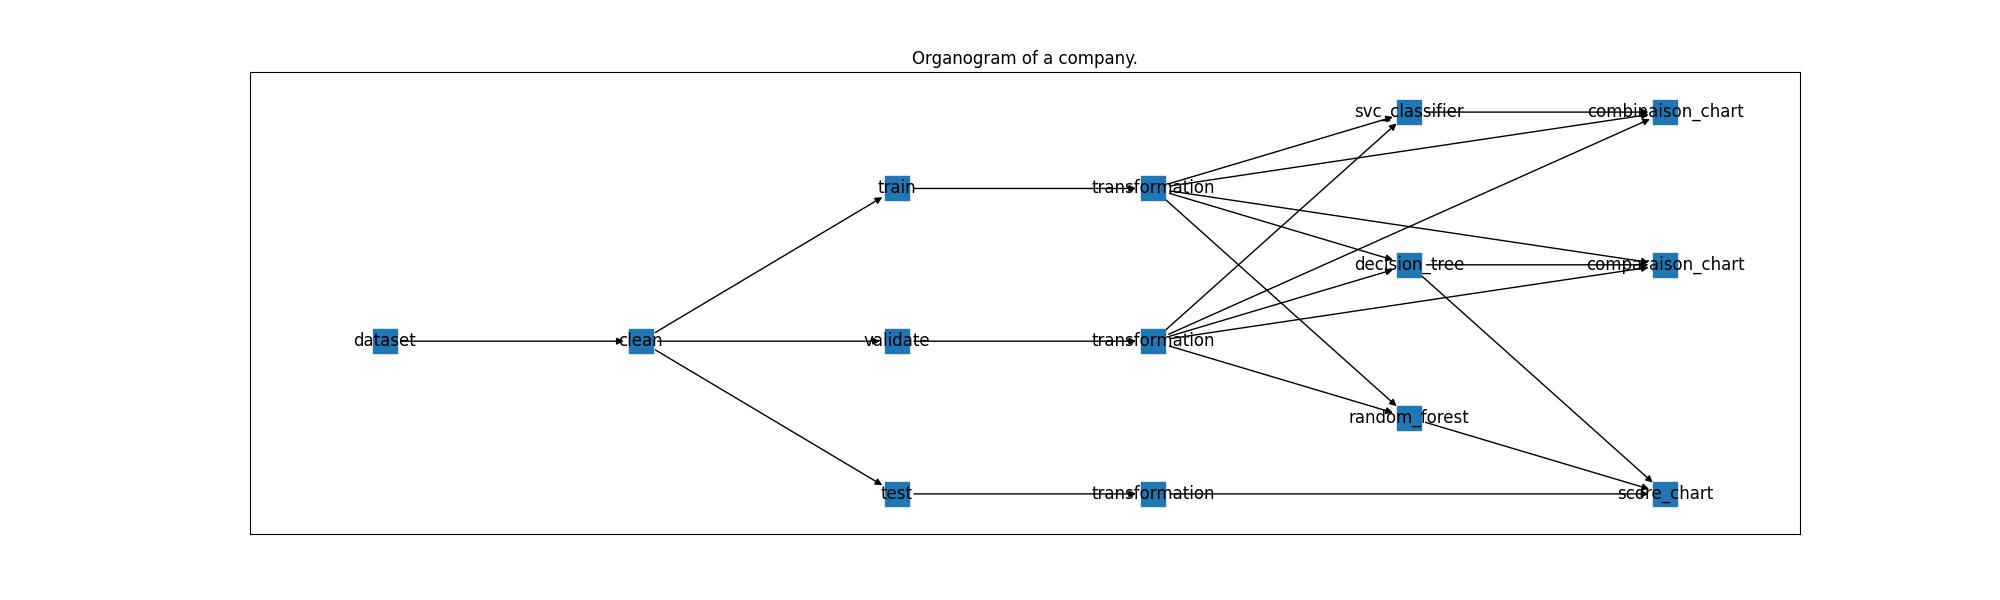 Organogram of a company.
svc_classifier
combinaison_chart
train
transformation
decision_tree
comparaison_chart
dataset
clean
validate
transformation
random_forest
test
transformation
score_chart